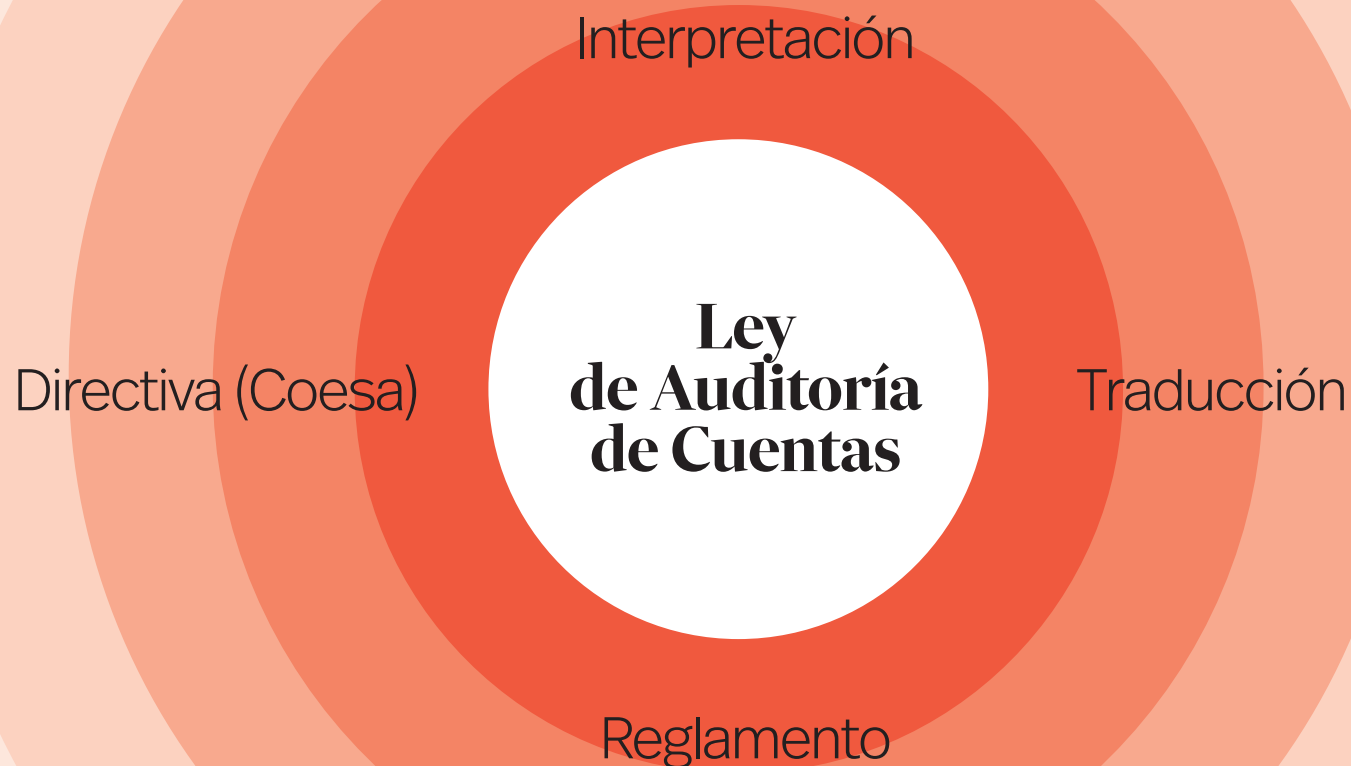 Interpretación
Ley
de Auditoría
de Cuentas
Directiva (Coesa)
Traducción
Reglamento